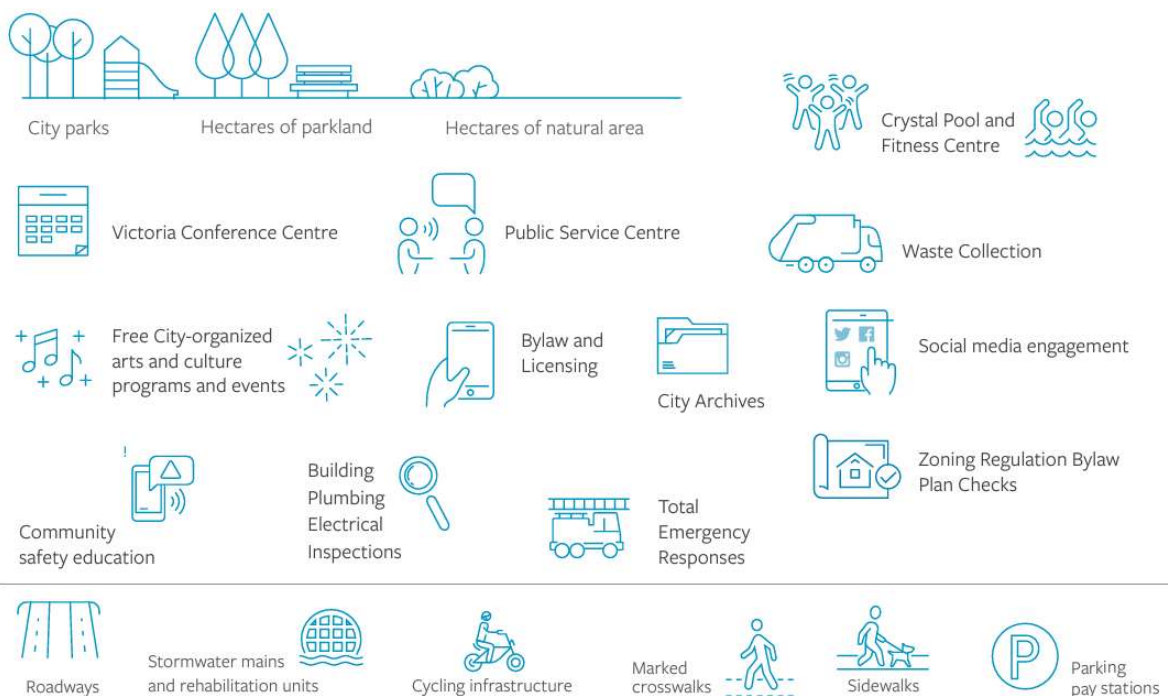 City parks
Hectares of parkland
Hectares of natural area
Crystal Pool and
Fitness Centre
Victoria Conference Centre
Public Service Centre
Waste Collection
Free City-organized
arts and culture
programs and events
Bylaw and
Licensing
City Archives
Social media engagement
Community
safety education
!
Building
Plumbing
Electrical
Inspections
Total
Emergency
Responses
Zoning Regulation Bylaw
Plan Checks
Roadways
Stormwater mains
and rehabilitation units
Cycling infrastructure
Marked
crosswalks
Sidewalks
P
Parking
pay stations